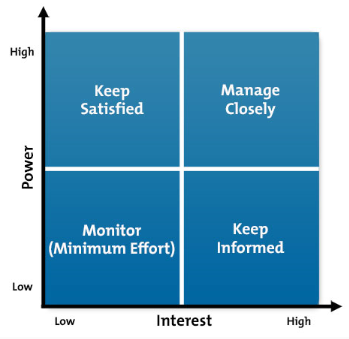 High
Keep
Satisfied
Manage
Closely
Power
Monitor
(Minimum Effort)
Keep
Informed
Low
Low
Interest
High